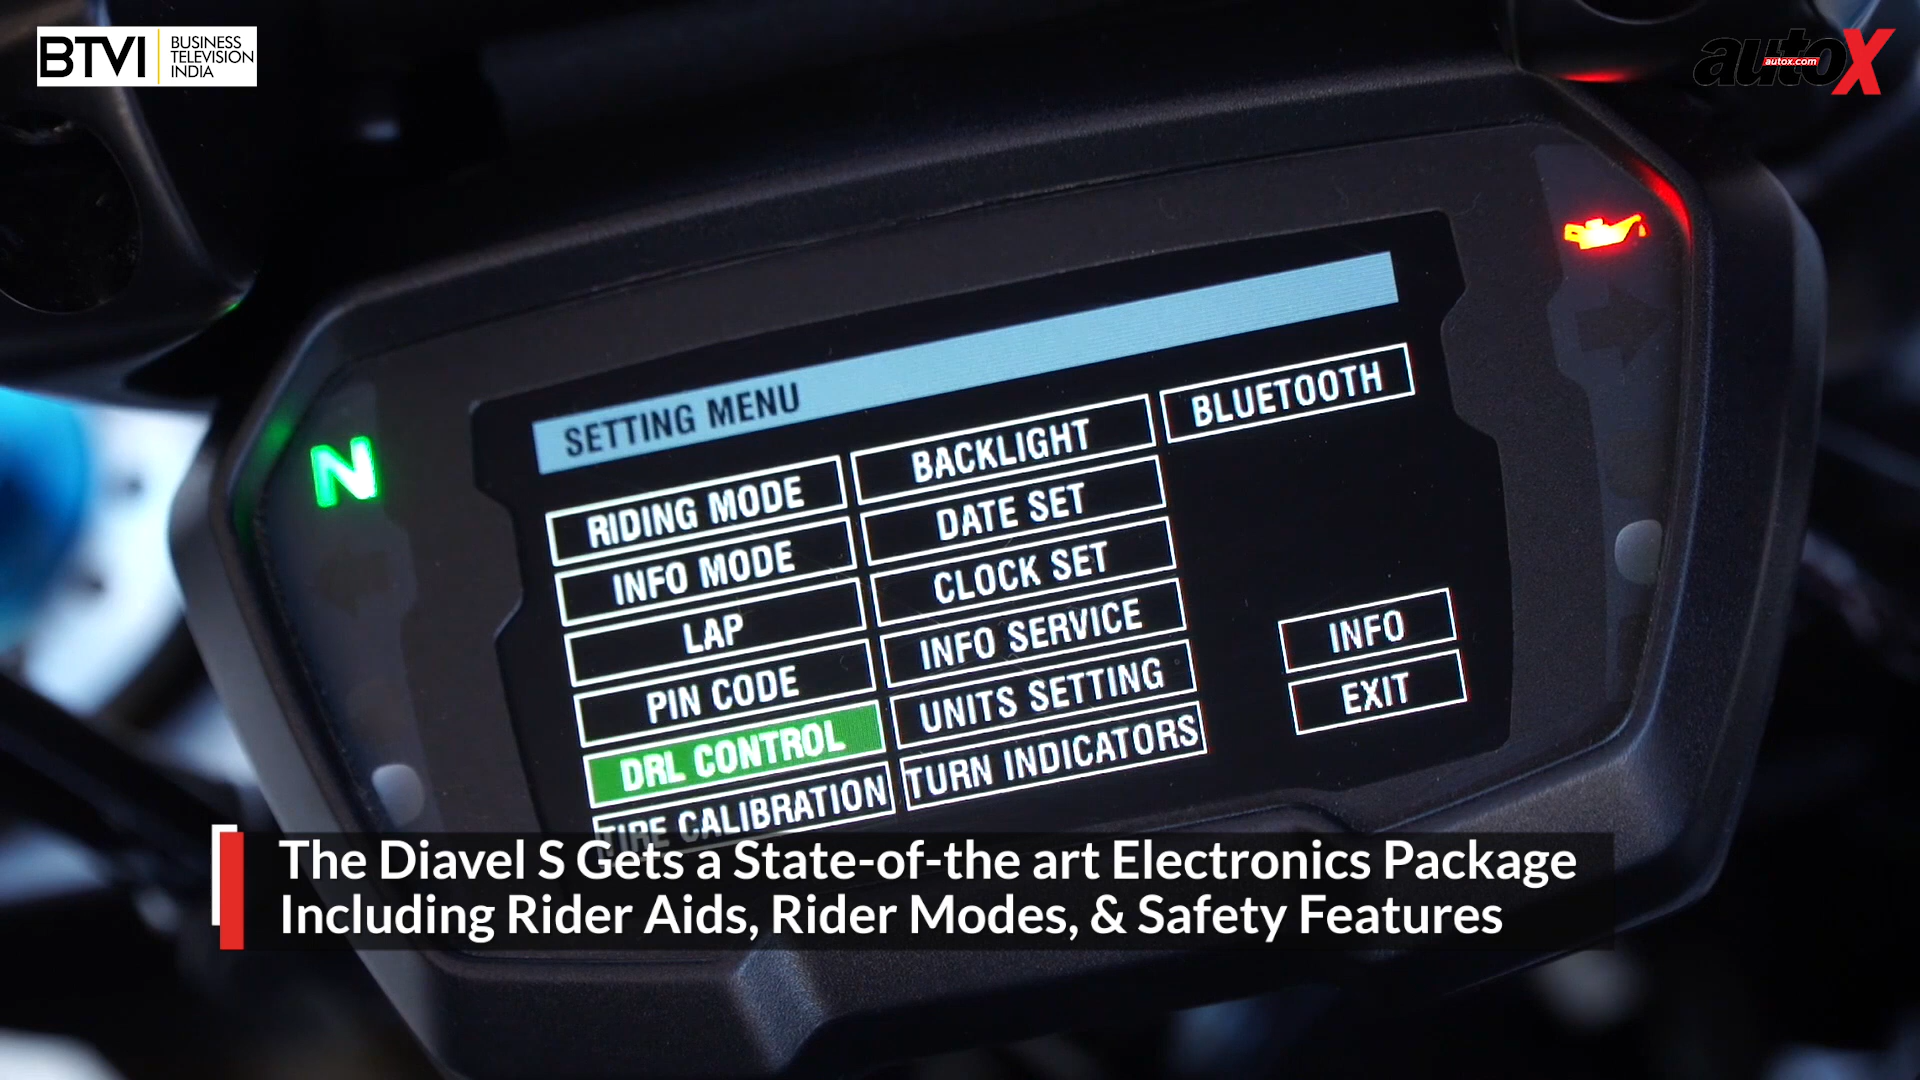 BTVI
BUSINESS
TELEVISION
INDIA
autoX
autox.com
N
SETTING MENU
RIDING MODE
BACKLIGHT
BLUETOOTH
INFO MODE
DATE SET
LAP
CLOCK SET
PIN CODE
INFO SERVICE
INFO
DRL CONTROL
UNITS SETTING
EXIT
TIRE CALIBRATION
TURN INDICATORS
The Diavel S Gets a State-of-the art Electronics Package
Including Rider Aids, Rider Modes, & Safety Features